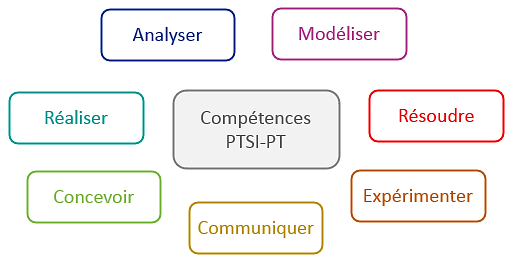 Analyser
Modéliser
Réaliser
Compétences
PTSI-PT
Résoudre
Concevoir
Communiquer
Expérimenter